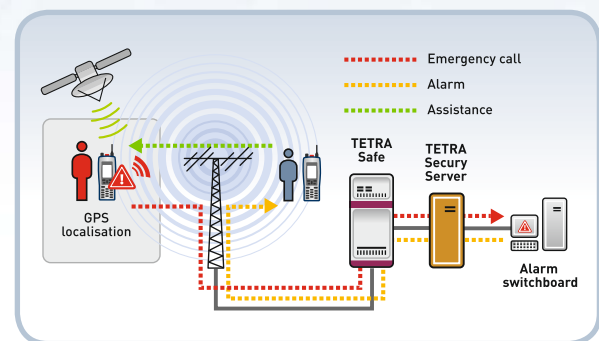 Emergency call
Alarm
Assistance
TETRA
Safe
TETRA
Secury
Server
GPS
localisation
Alarm
switchboard